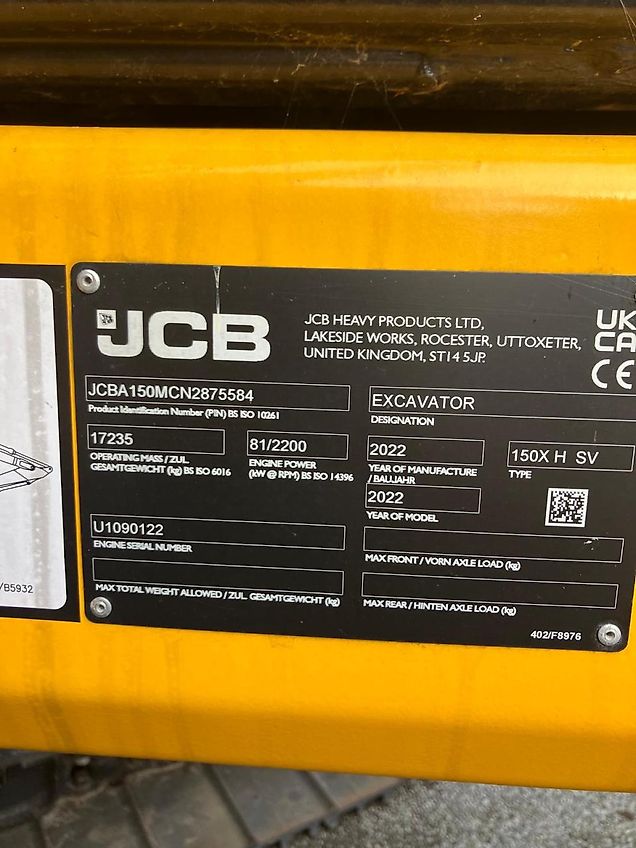 JCB
JCB HEAVY PRODUCTS LTD,
LAKESIDE WORKS, ROCESTER, UTTOXETER,
UNITED KINGDOM, ST14 5JP.
UK
CA
CE
JCBA150MCN2875584
Product Identification Number (PIN) BS ISO 10261
EXCAVATOR
DESIGNATION
17235
OPERATING MASS / ZUL.
GESAMTGEWICHT (kg) BS ISO 6016
81/2200
ENGINE POWER
(kW @ RPM) BS ISO 14396
2022
YEAR OF MANUFACTURE
/ BAUJAHR
150X H SV
TYPE
2022
YEAR OF MODEL
U1090122
ENGINE SERIAL NUMBER
MAX FRONT / VORN AXLE LOAD (kg)
MAX TOTAL WEIGHT ALLOWED / ZUL. GESAMTGEWICHT (kg)
MAX REAR / HINTEN AXLE LOAD (kg)
402/F8976
/B5932